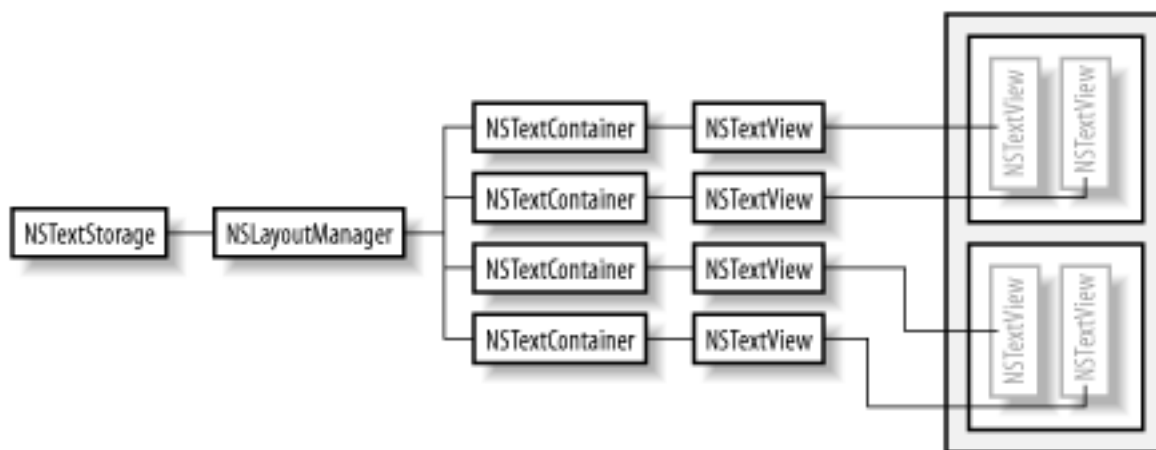 NSTextStorage
NSLayoutManager
NSTextContainer
NSTextView
NSTextContainer
NSTextView
NSTextContainer
NSTextView
NSTextContainer
NSTextView
NSTextView
NSTextView
NSTextView
NSTextView